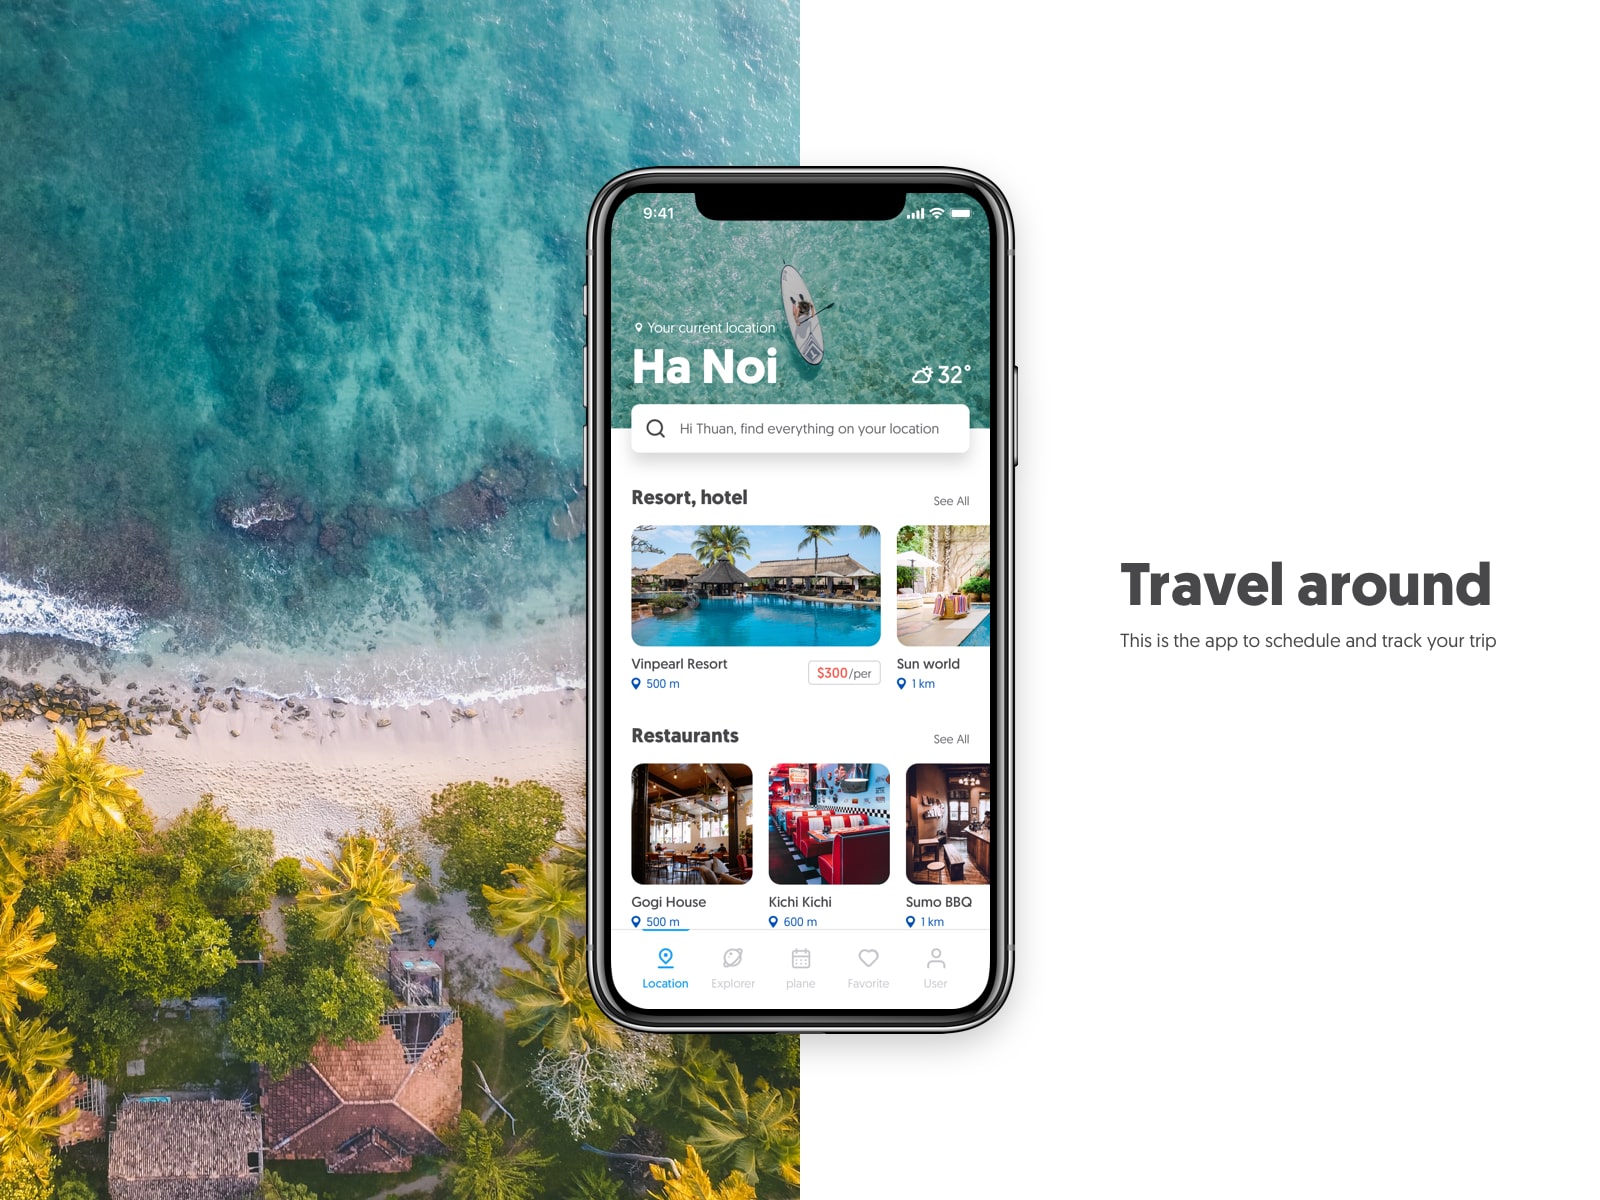 9:41
Your current location
Ha Noi
32°
Hi Thuan, find everything on your location
Resort, hotel
See All
Vinpearl Resort
500 m
$300/per
Sun world
1 km
Restaurants
See All
Gogi House
500 m
Kichi Kichi
600 m
Sumo BBQ
1 km
Location
Explorer
plane
Favorite
User
Travel around
This is the app to schedule and track your trip